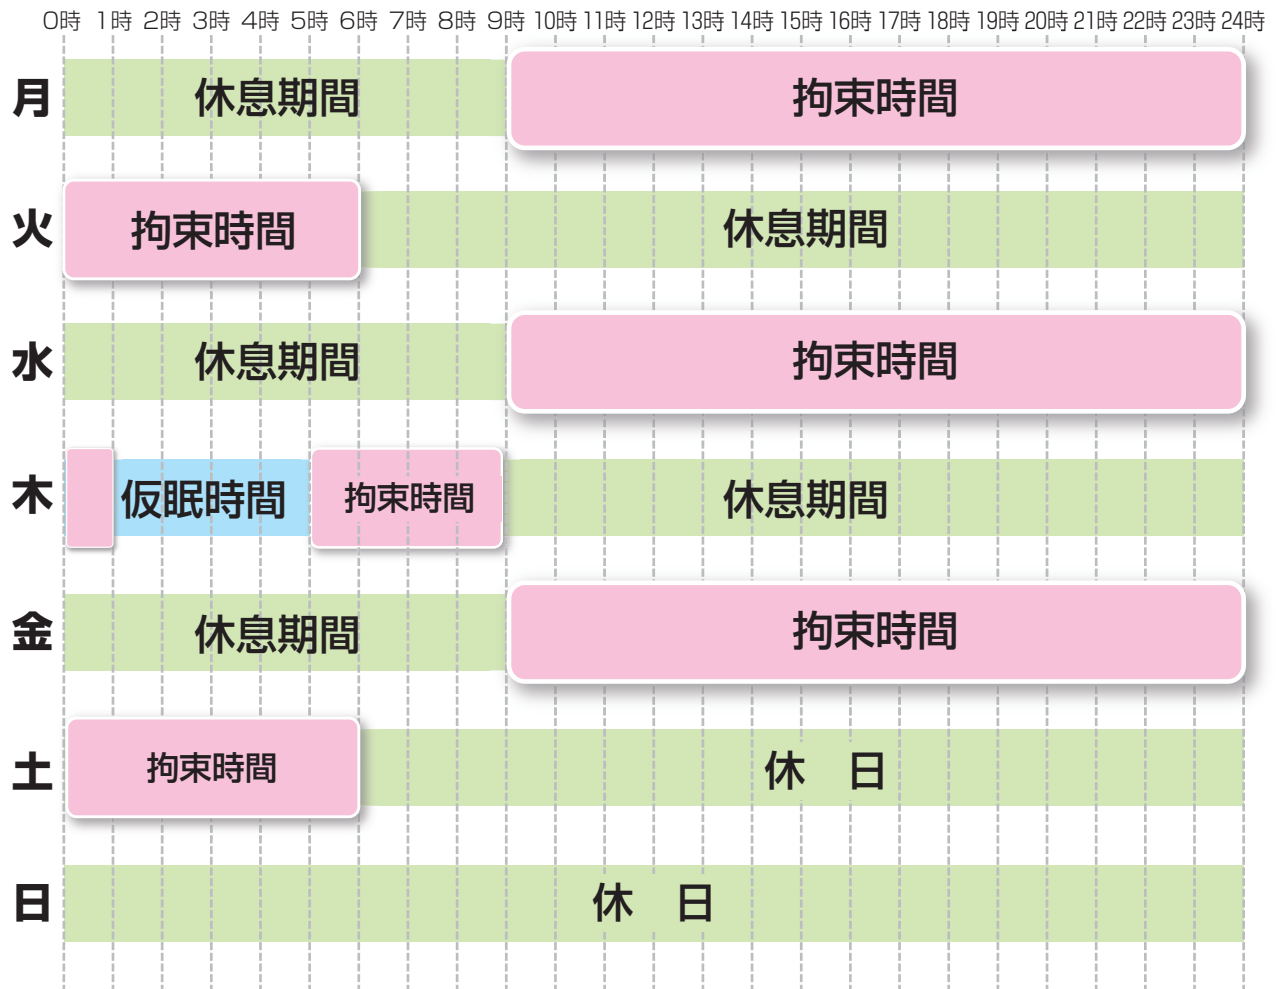 0時 1時 2時 3時 4時 5時 6時 7時 8時 9時 10時 11時 12時 13時 14時 15時 16時 17時 18時 19時 20時 21時 22時 23時 24時
月 休息期間 拘束時間
火 拘束時間 休息期間
水 休息期間 拘束時間
木 仮眠時間 拘束時間 休息期間
金 休息期間 拘束時間
土 拘束時間 休 日
日 休 日